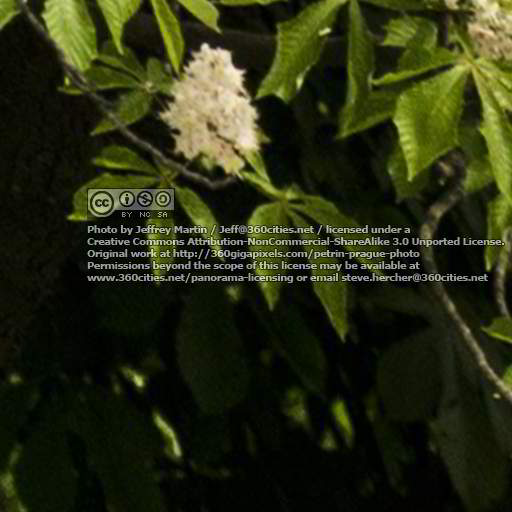 cc
BY NC SA
Photo by Jeffrey Martin / Jeff@360cities.net / licensed under a
Creative Commons Attribution-NonCommercial-ShareAlike 3.0 Unported License.
Original work at http://360gigapixels.com/petrin-prague-photo
Permissions beyond the scope of this license may be available at
www.360cities.net/panorama-licensing or email steve.hercher@360cities.net